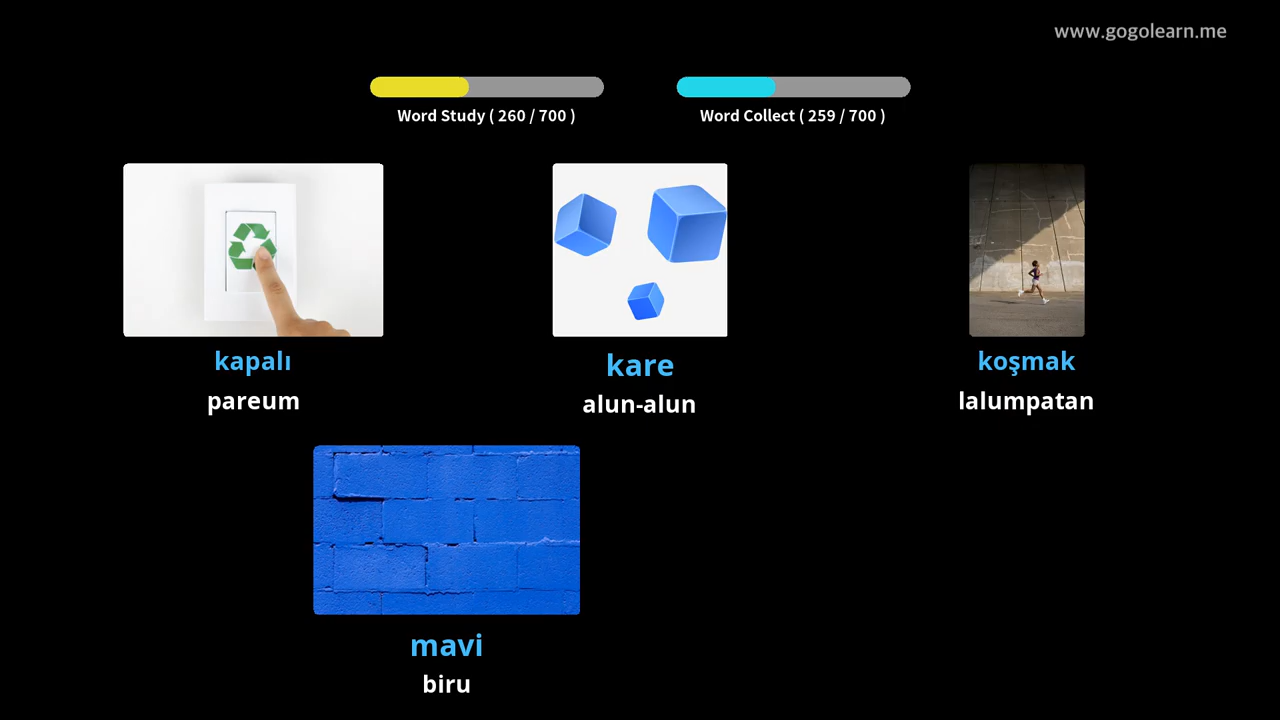 www.gogolearn.me
Word Study ( 260 / 700 )
Word Collect ( 259 / 700 )
kapalı
pareum
kare
alun-alun
koşmak
lalumpatan
mavi
biru